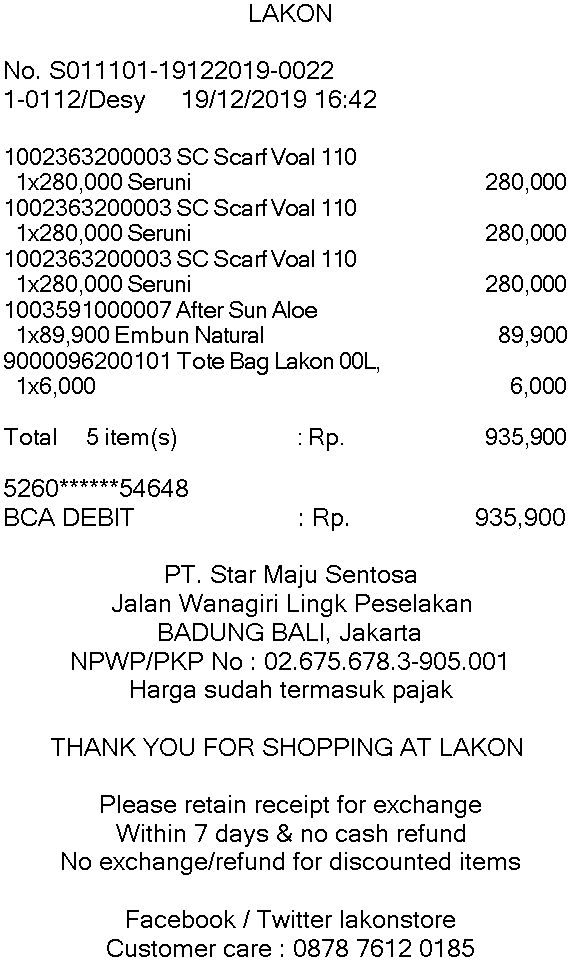 LAKON
No. S011101-19122019-0022
1-0112/Desy 19/12/2019 16:42
1002363200003 SC Scarf Voal 110
1x280,000 Seruni 280,000
1002363200003 SC Scarf Voal 110
1x280,000 Seruni 280,000
1002363200003 SC Scarf Voal 110
1x280,000 Seruni 280,000
1003591000007 After Sun Aloe
1x89,900 Embun Natural 89,900
9000096200101 Tote Bag Lakon 00L,
1x6,000 6,000
Total 5 item(s) : Rp. 935,900
5260******54648
BCA DEBIT : Rp. 935,900
PT. Star Maju Sentosa
Jalan Wanagiri Lingk Peselakan
BADUNG BALI, Jakarta
NPWP/PKP No : 02.675.678.3-905.001
Harga sudah termasuk pajak
THANK YOU FOR SHOPPING AT LAKON
Please retain receipt for exchange
Within 7 days & no cash refund
No exchange/refund for discounted items
Facebook / Twitter lakonstore
Customer care : 0878 7612 0185